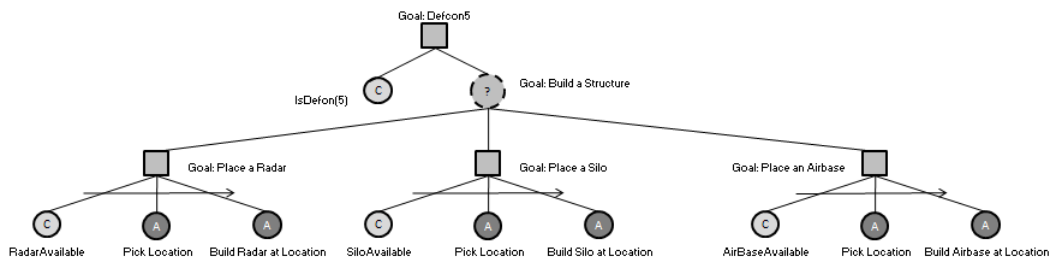 Goal: Defcon5
C
?
Goal: Build a Structure
IsDefon(5)
Goal: Place a Radar
Goal: Place a Silo
Goal: Place an Airbase
C
A
A
C
A
A
C
A
A
RadarAvailable
Pick Location
Build Radar at Location
SiloAvailable
Pick Location
Build Silo at Location
AirBaseAvailable
Pick Location
Build Airbase at Location